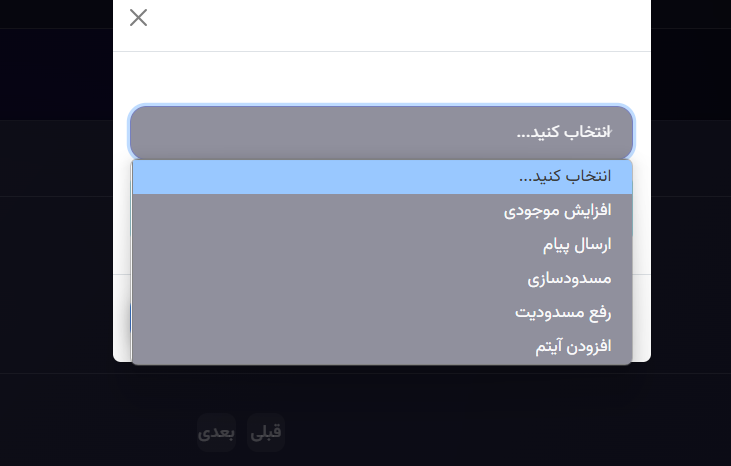 انتخاب کنید...
انتخاب کنید...
افزایش موجودی
ارسال پیام
مسدودسازی
رفع مسدودیت
افزودن آیتم
قبلی
بعدی